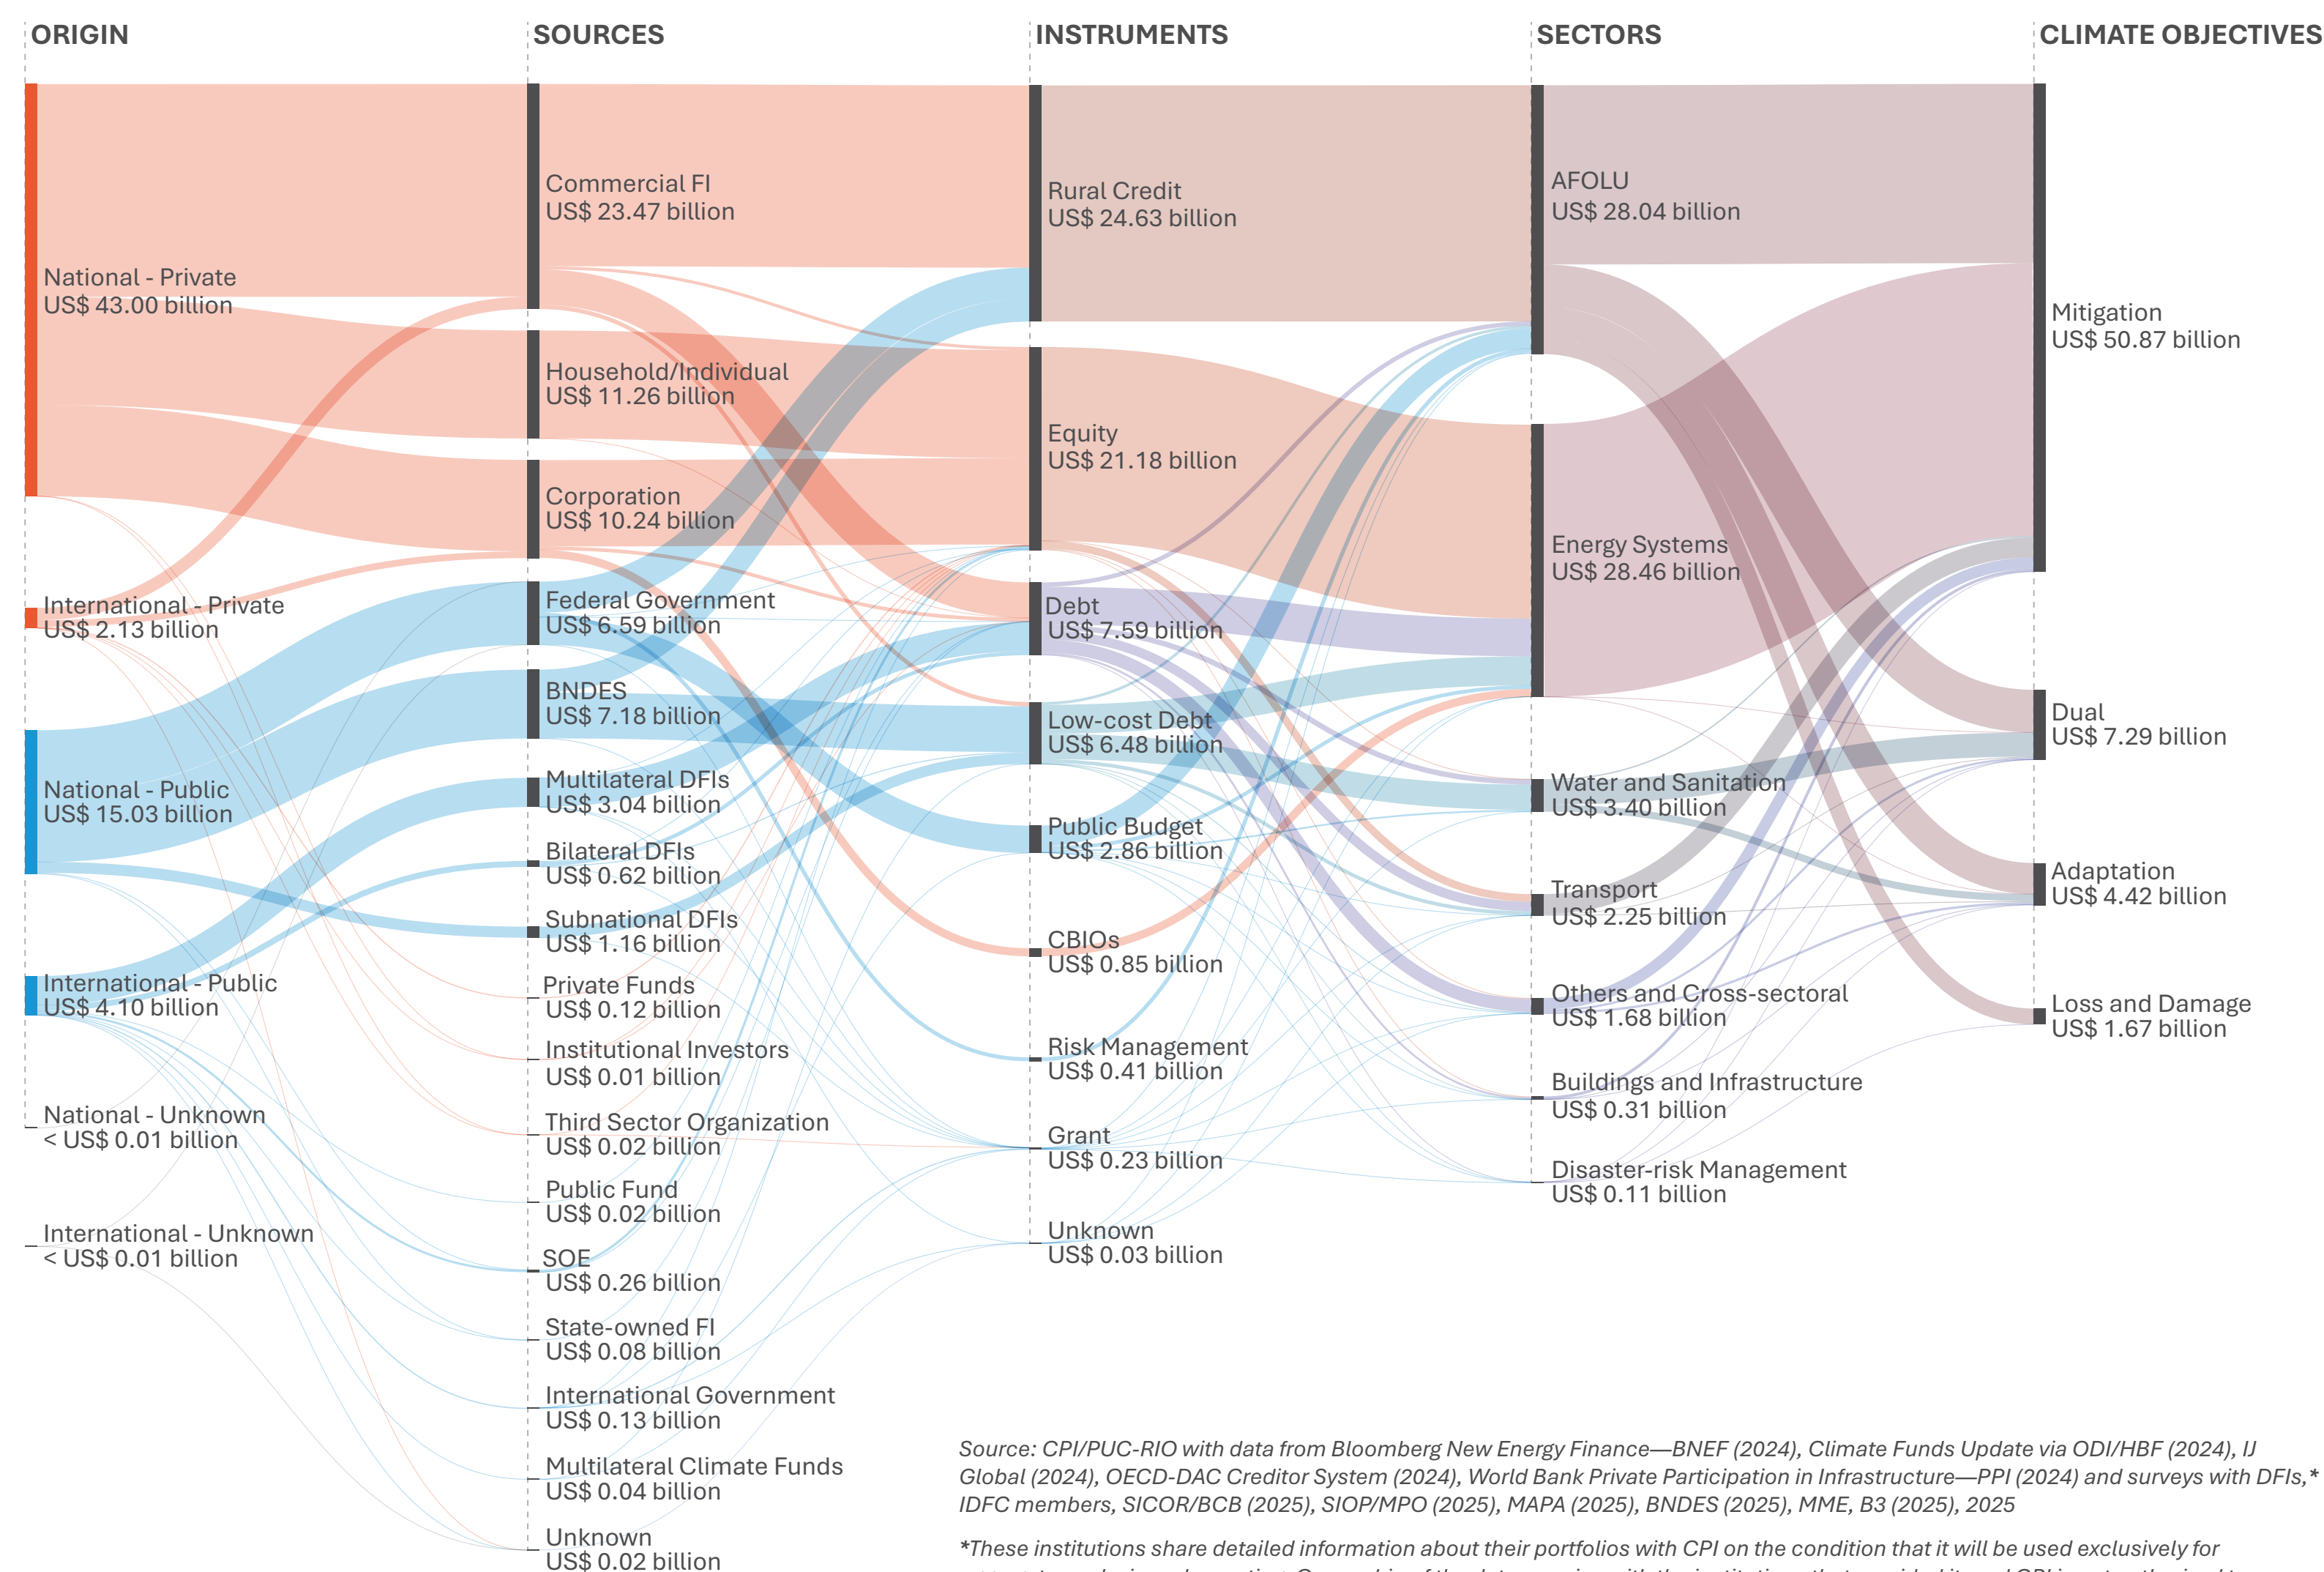 ORIGIN
SOURCES
INSTRUMENTS
SECTORS
CLIMATE OBJECTIVES
National - Private
US$ 43.00 billion
International - Private
US$ 2.13 billion
National - Public
US$ 15.03 billion
International - Public
US$ 4.10 billion
National - Unknown
< US$ 0.01 billion
International - Unknown
< US$ 0.01 billion
Commercial FI
US$ 23.47 billion
Household/Individual
US$ 11.26 billion
Corporation
US$ 10.24 billion
Federal Government
US$ 6.59 billion
BNDES
US$ 7.18 billion
Multilateral DFIs
US$ 3.04 billion
Bilateral DFIs
US$ 0.62 billion
Subnational DFIs
US$ 1.16 billion
Private Funds
US$ 0.12 billion
Institutional Investors
US$ 0.01 billion
Third Sector Organization
US$ 0.02 billion
Public Fund
US$ 0.02 billion
SOE
US$ 0.26 billion
State-owned FI
US$ 0.08 billion
International Government
US$ 0.13 billion
Multilateral Climate Funds
US$ 0.04 billion
Unknown
US$ 0.02 billion
Rural Credit
US$ 24.63 billion
Equity
US$ 21.18 billion
Debt
US$ 7.59 billion
Low-cost Debt
US$ 6.48 billion
Public Budget
US$ 2.86 billion
CBIOs
US$ 0.85 billion
Risk Management
US$ 0.41 billion
Grant
US$ 0.23 billion
Unknown
US$ 0.03 billion
AFOLU
US$ 28.04 billion
Energy Systems
US$ 28.46 billion
Water and Sanitation
US$ 3.40 billion
Transport
US$ 2.25 billion
Others and Cross-sectoral
US$ 1.68 billion
Buildings and Infrastructure
US$ 0.31 billion
Disaster-risk Management
US$ 0.11 billion
Mitigation
US$ 50.87 billion
Dual
US$ 7.29 billion
Adaptation
US$ 4.42 billion
Loss and Damage
US$ 1.67 billion
Source: CPI/PUC-RIO with data from Bloomberg New Energy Finance—BNEF (2024), Climate Funds Update via ODI/HBF (2024), IJ
Global (2024), OECD-DAC Creditor System (2024), World Bank Private Participation in Infrastructure—PPI (2024) and surveys with DFIs,*
IDFC members, SICOR/BCB (2025), SIOP/MPO (2025), MAPA (2025), BNDES (2025), MME, B3 (2025), 2025
*These institutions share detailed information about their portfolios with CPI on the condition that it will be used exclusively for